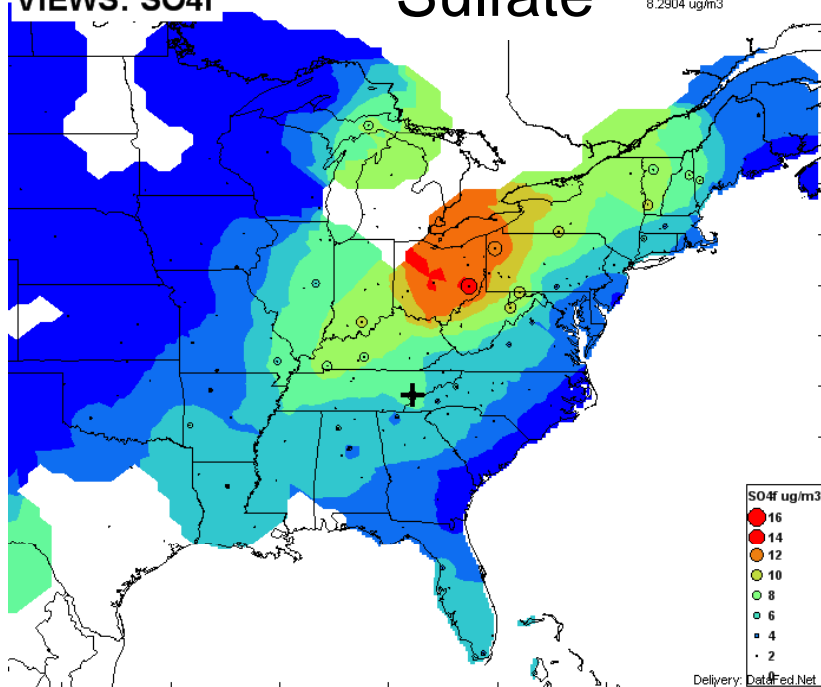 VIEWS: SO4f
Sulfate
8.2904 ug/m3
SO4f ug/m3
16
14
12
10
8
6
4
2
0
Delivery: DataFed.Net